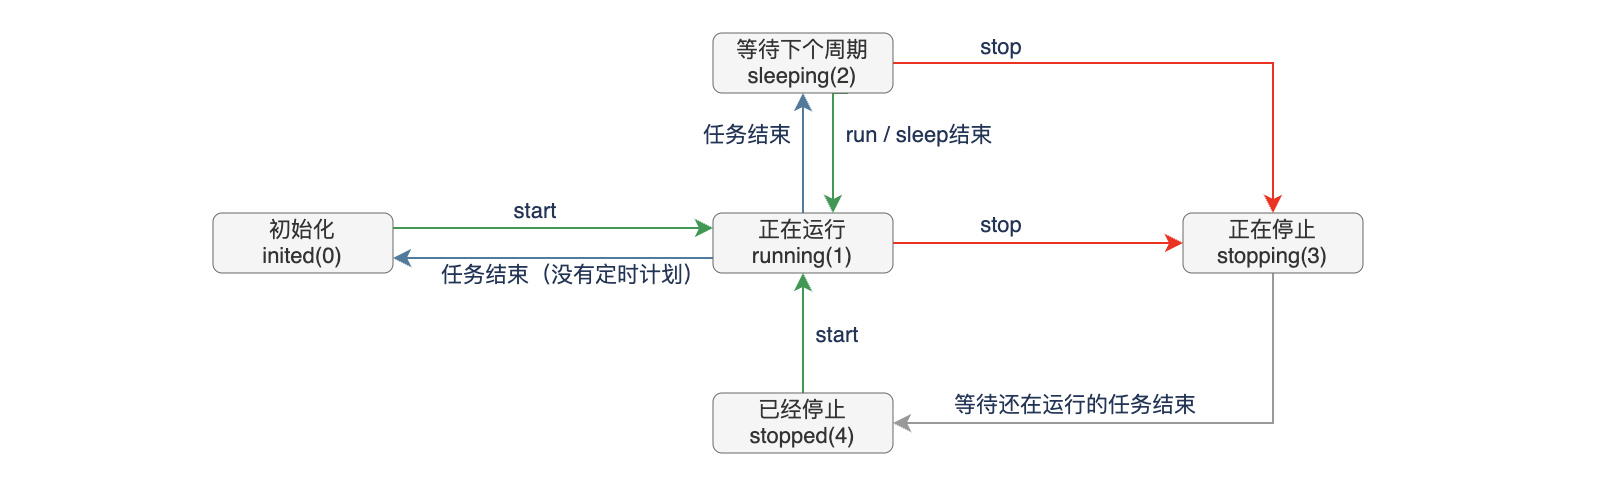 等待下个周期
sleeping(2)
stop
任务结束
run / sleep结束
初始化
inited(0)
start
任务结束（没有定时计划）
正在运行
running(1)
stop
正在停止
stopping(3)
start
已经停止
stopped(4)
等待还在运行的任务结束